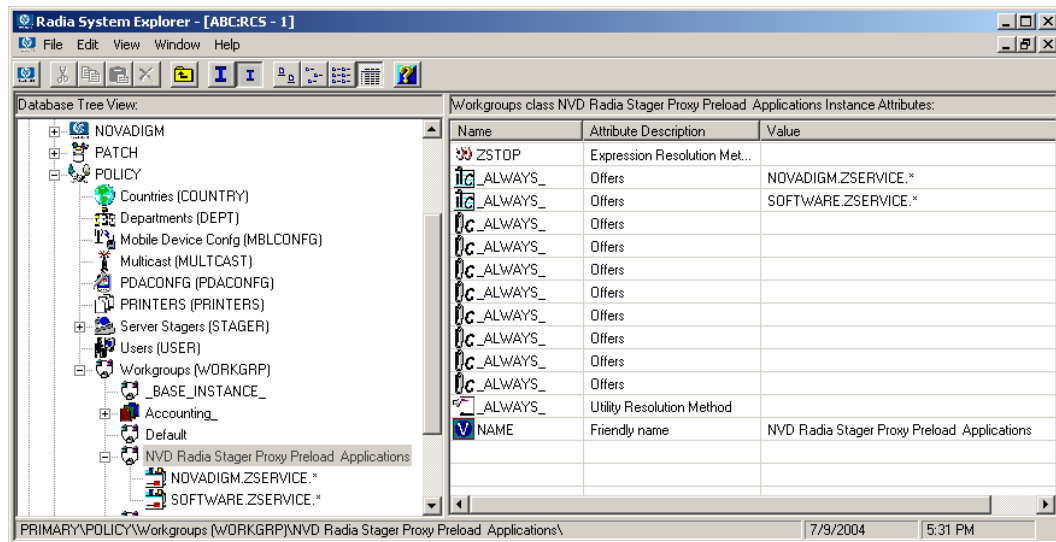 Radia System Explorer - [ABC:RCS - 1]
File Edit View Window Help
Database Tree View:
NOVADIGM
PATCH
POLICY
Countries (COUNTRY)
Departments (DEPT)
Mobile Device Confg (MBLCONFG)
Multicast (MULTCAST)
PDACONFG (PDACONFG)
PRINTERS (PRINTERS)
Server Stagers (STAGER)
Users (USER)
Workgroups (WORKGRP)
_BASE_INSTANCE_
Accounting_
Default
NVD Radia Stager Proxy Preload Applications
NOVADIGM.ZSERVICE.*
SOFTWARE.ZSERVICE.*
Workgroups class NVD Radia Stager Proxy Preload Applications Instance Attributes:
Name Attribute Description Value
ZSTOP Expression Resolution Met...
_ALWAYS_ Offers NOVADIGM.ZSERVICE.*
_ALWAYS_ Offers SOFTWARE.ZSERVICE.*
_ALWAYS_ Offers
_ALWAYS_ Offers
_ALWAYS_ Offers
_ALWAYS_ Offers
_ALWAYS_ Offers
_ALWAYS_ Offers
_ALWAYS_ Offers
_ALWAYS_ Offers
_ALWAYS_ Utility Resolution Method
NAME Friendly name NVD Radia Stager Proxy Preload Applications
PRIMARY\POLICY\Workgroups (WORKGRP)\NVD Radia Stager Proxy Preload Applications\ 7/9/2004 5:31 PM